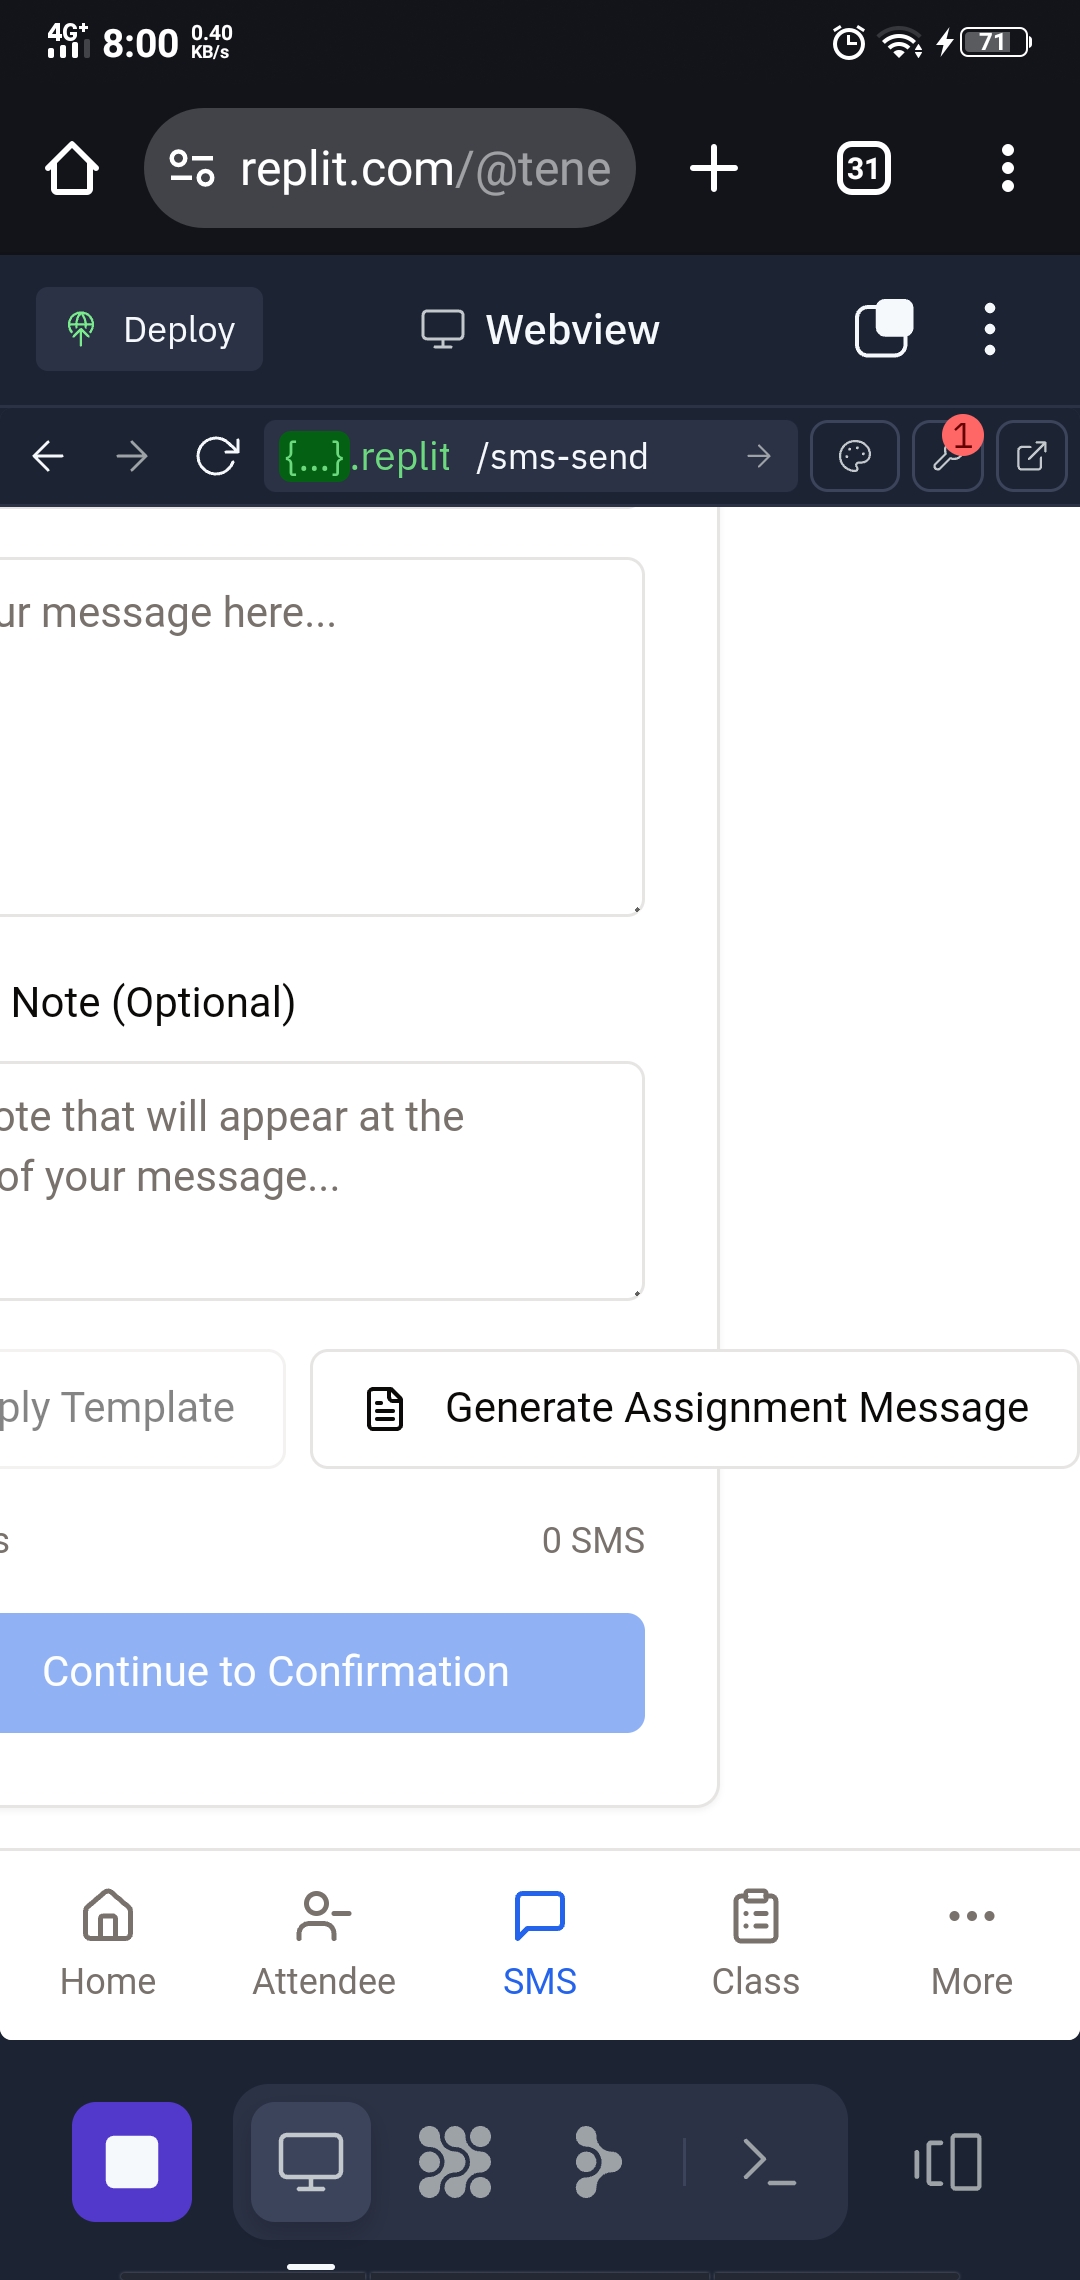 4G+ 8:00 0.40 KB/s 71
replit.com/@tene 31
Deploy Webview
{...}.replit /sms-send 1
ur message here...
Note (Optional)
ote that will appear at the
of your message...
ply Template Generate Assignment Message
s 0 SMS
Continue to Confirmation
Home Attendee SMS Class More